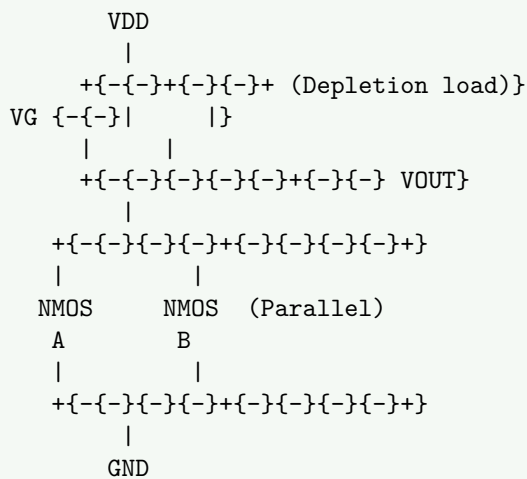 VDD
|
+{-{-}+{-}{-}+ (Depletion load)}
VG {-{-}| |}
| |
+{-{-}{-}{-}{-}+{-}{-} VOUT}
|
+{-{-}{-}{-}+{-}{-}{-}{-}+}
| |
NMOS NMOS (Parallel)
A B
| |
+{-{-}{-}{-}+{-}{-}{-}{-}+}
|
GND